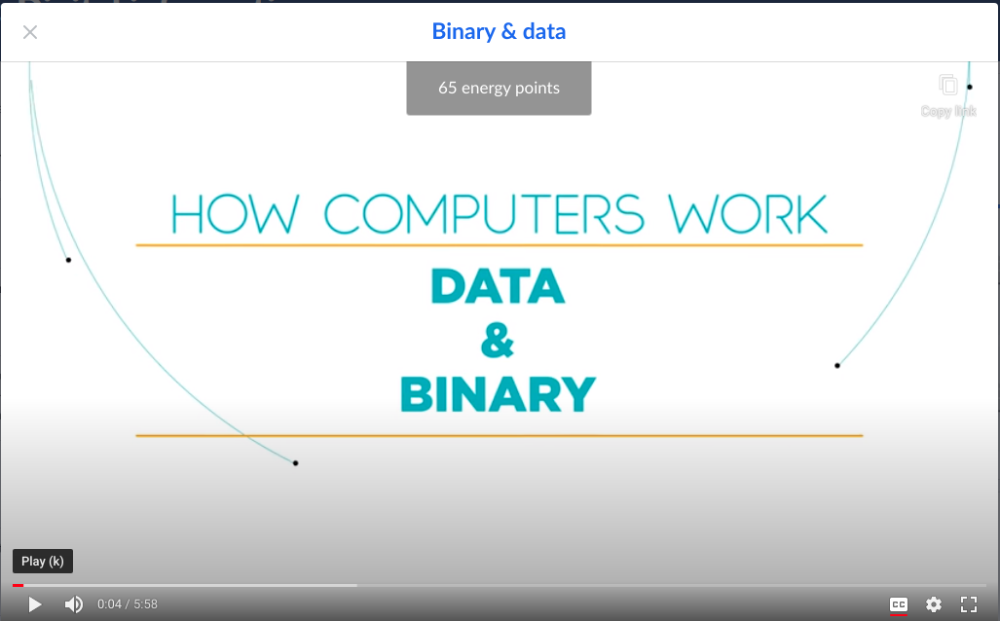 Binary & data
65 energy points
Copy link
HOW COMPUTERS WORK
DATA
&
BINARY
Play (k)
0:04 / 5:58
CC